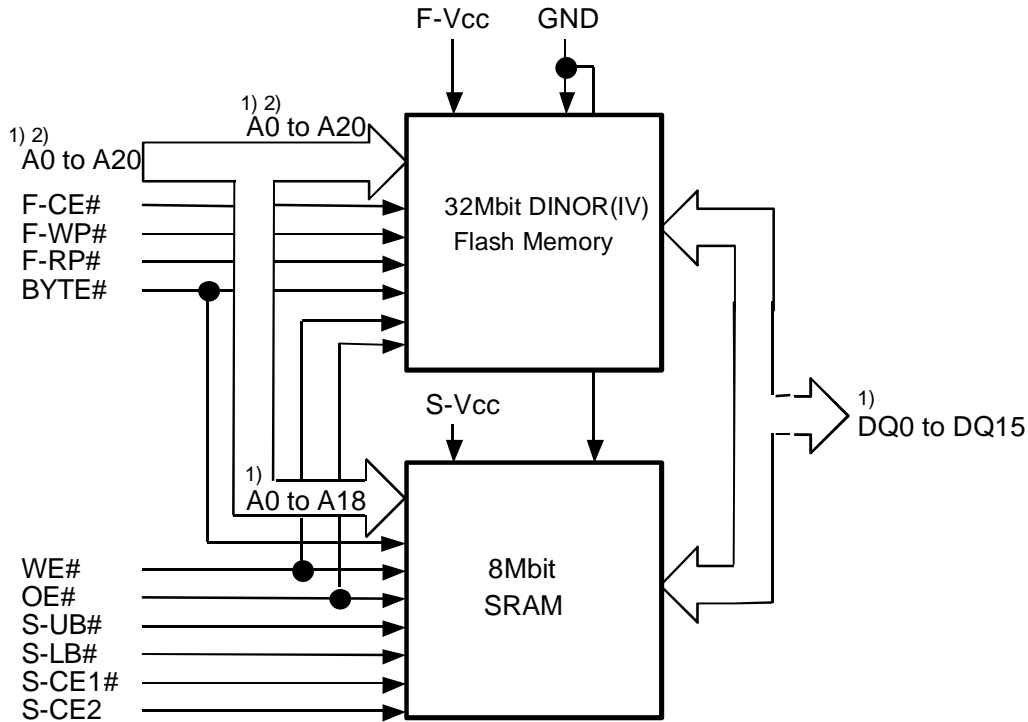 F-Vcc
GND
1) 2)
A0 to A20
1) 2)
A0 to A20
F-CE#
F-WP#
F-RP#
BYTE#
32Mbit DINOR(IV)
Flash Memory
S-Vcc
1)
DQ0 to DQ15
1)
A0 to A18
WE#
OE#
S-UB#
S-LB#
S-CE1#
S-CE2
8Mbit
SRAM